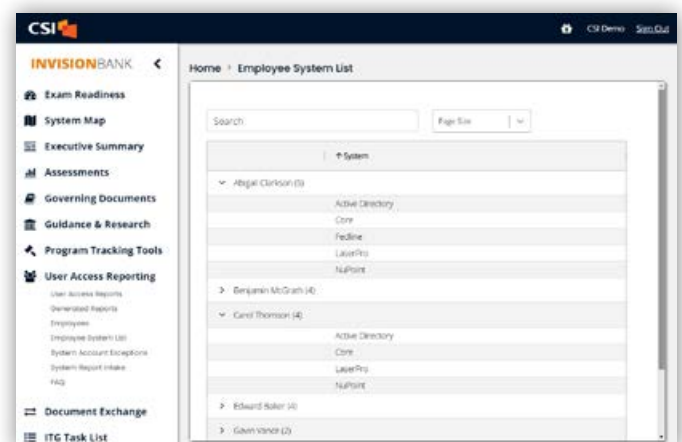 CSI
CSI Demo Sign Out
INVISIONBANK
Exam Readiness
System Map
Executive Summary
Assessments
Governing Documents
Guidance & Research
Program Tracking Tools
User Access Reporting
User Access Reports
Generated Reports
Employees
Employee System List
System Account Exceptions
System Report Intake
FAQ
Document Exchange
ITG Task List
Home > Employee System List
Search
Page Size
↑ System
Abigail Clarkson (5)
Active Directory
Core
Fedline
LaserPro
NuPoint
Benjamin McGrath (4)
Carol Thomson (4)
Active Directory
Core
LaserPro
NuPoint
Edward Baker (4)
Gavin Vance (2)